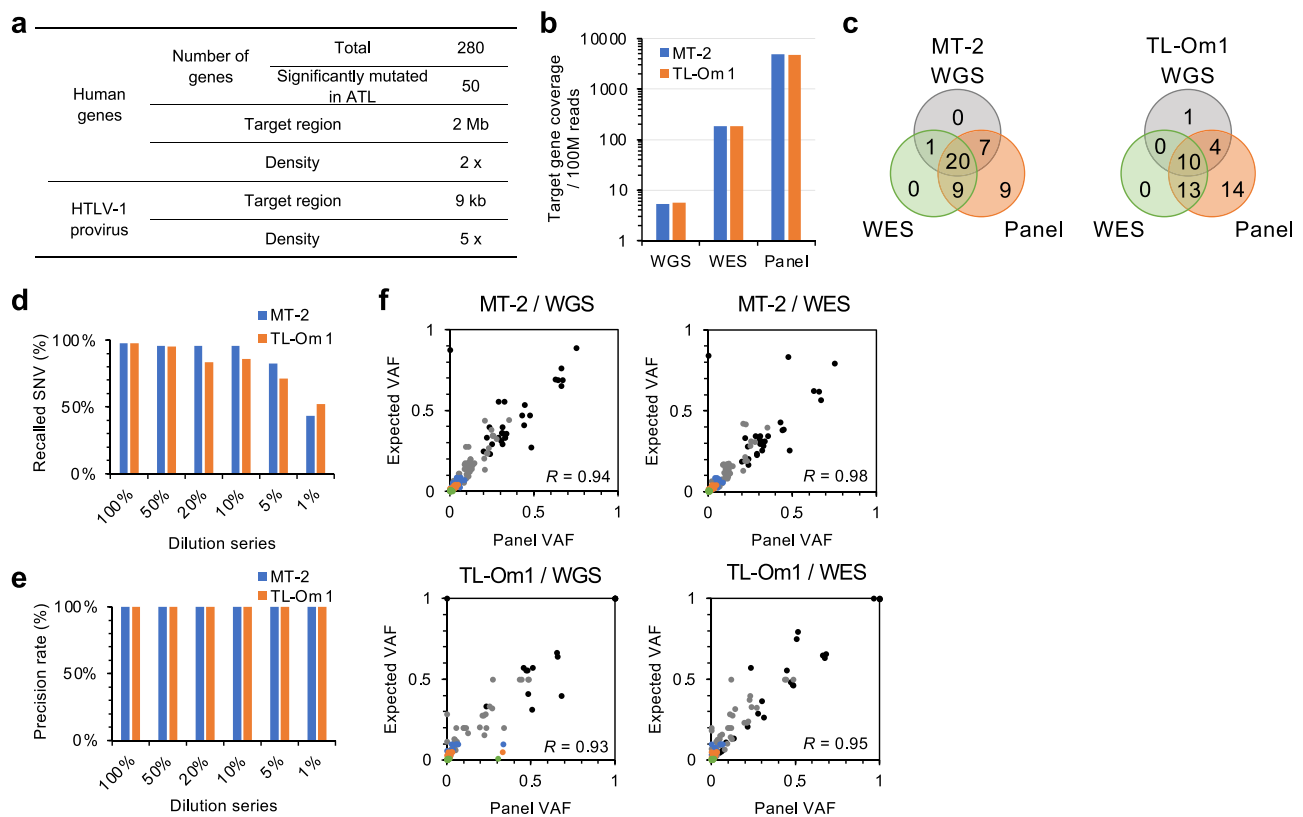 a
Number of genes
Total
280
Significantly mutated in ATL
50
Human genes
Target region
2 Mb
Density
2 x
HTLV-1 provirus
Target region
9 kb
Density
5 x
b
Target gene coverage / 100M reads
10000
1000
100
10
1
MT-2
TL-Om1
WGS
WES
Panel
c
MT-2
WGS
0
1
7
20
0
9
9
WES
Panel
TL-Om1
WGS
1
0
4
10
0
13
14
WES
Panel
d
MT-2
TL-Om1
Recalled SNV (%)
100%
50%
0%
100%
50%
20%
10%
5%
1%
Dilution series
e
MT-2
TL-Om1
Precision rate (%)
100%
50%
0%
100%
50%
20%
10%
5%
1%
Dilution series
f
MT-2 / WGS
Expected VAF
1
0.5
0
R = 0.94
0
0.5
1
Panel VAF
MT-2 / WES
Expected VAF
1
0.5
0
R = 0.98
0
0.5
1
Panel VAF
TL-Om1 / WGS
Expected VAF
1
0.5
0
R = 0.93
0
0.5
1
Panel VAF
TL-Om1 / WES
Expected VAF
1
0.5
0
R = 0.95
0
0.5
1
Panel VAF